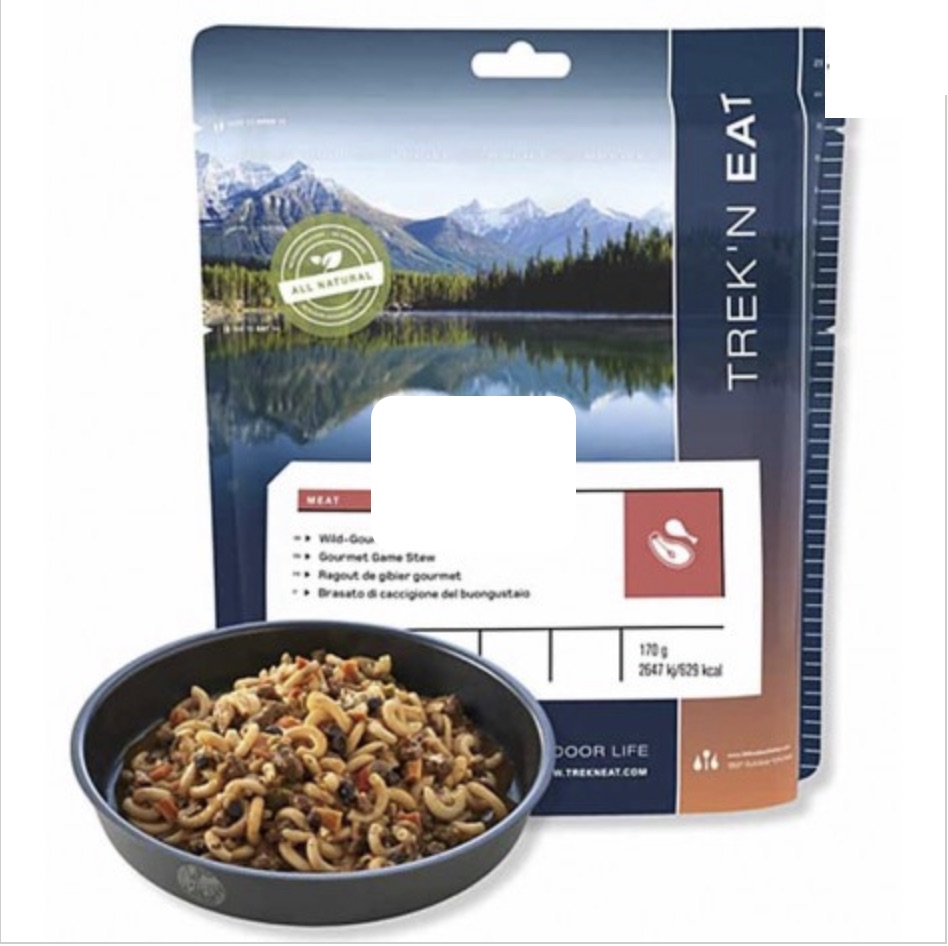 TREK'N EAT
ALL NATURAL
MEAT
Wild-Gou
Gourmet Game Stew
Ragout de gibier gourmet
Brasato di caccigione del buongustaio
170 g
2647 kj/629 kcal
DOOR LIFE
W.TREKNEAT.COM